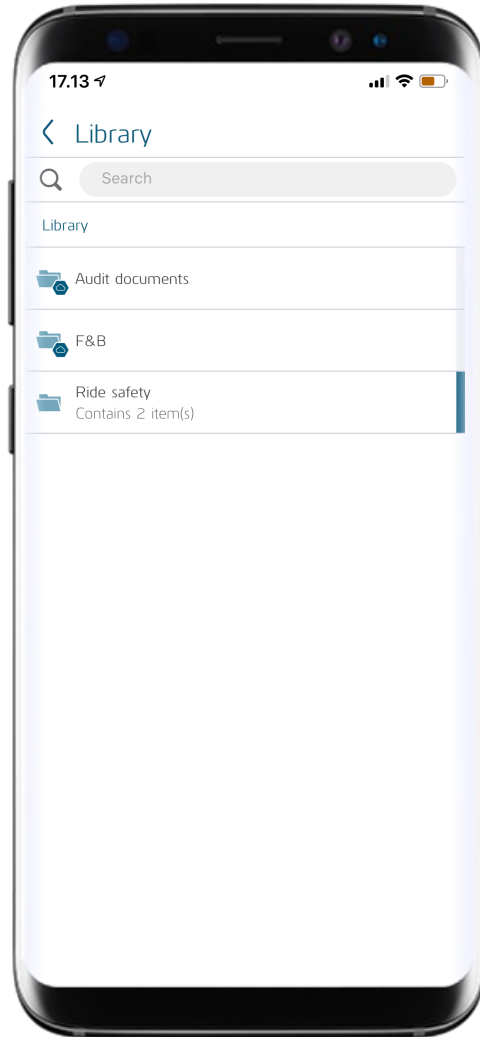 17.13
Library
Search
Library
Audit documents
F&B
Ride safety
Contains 2 item(s)